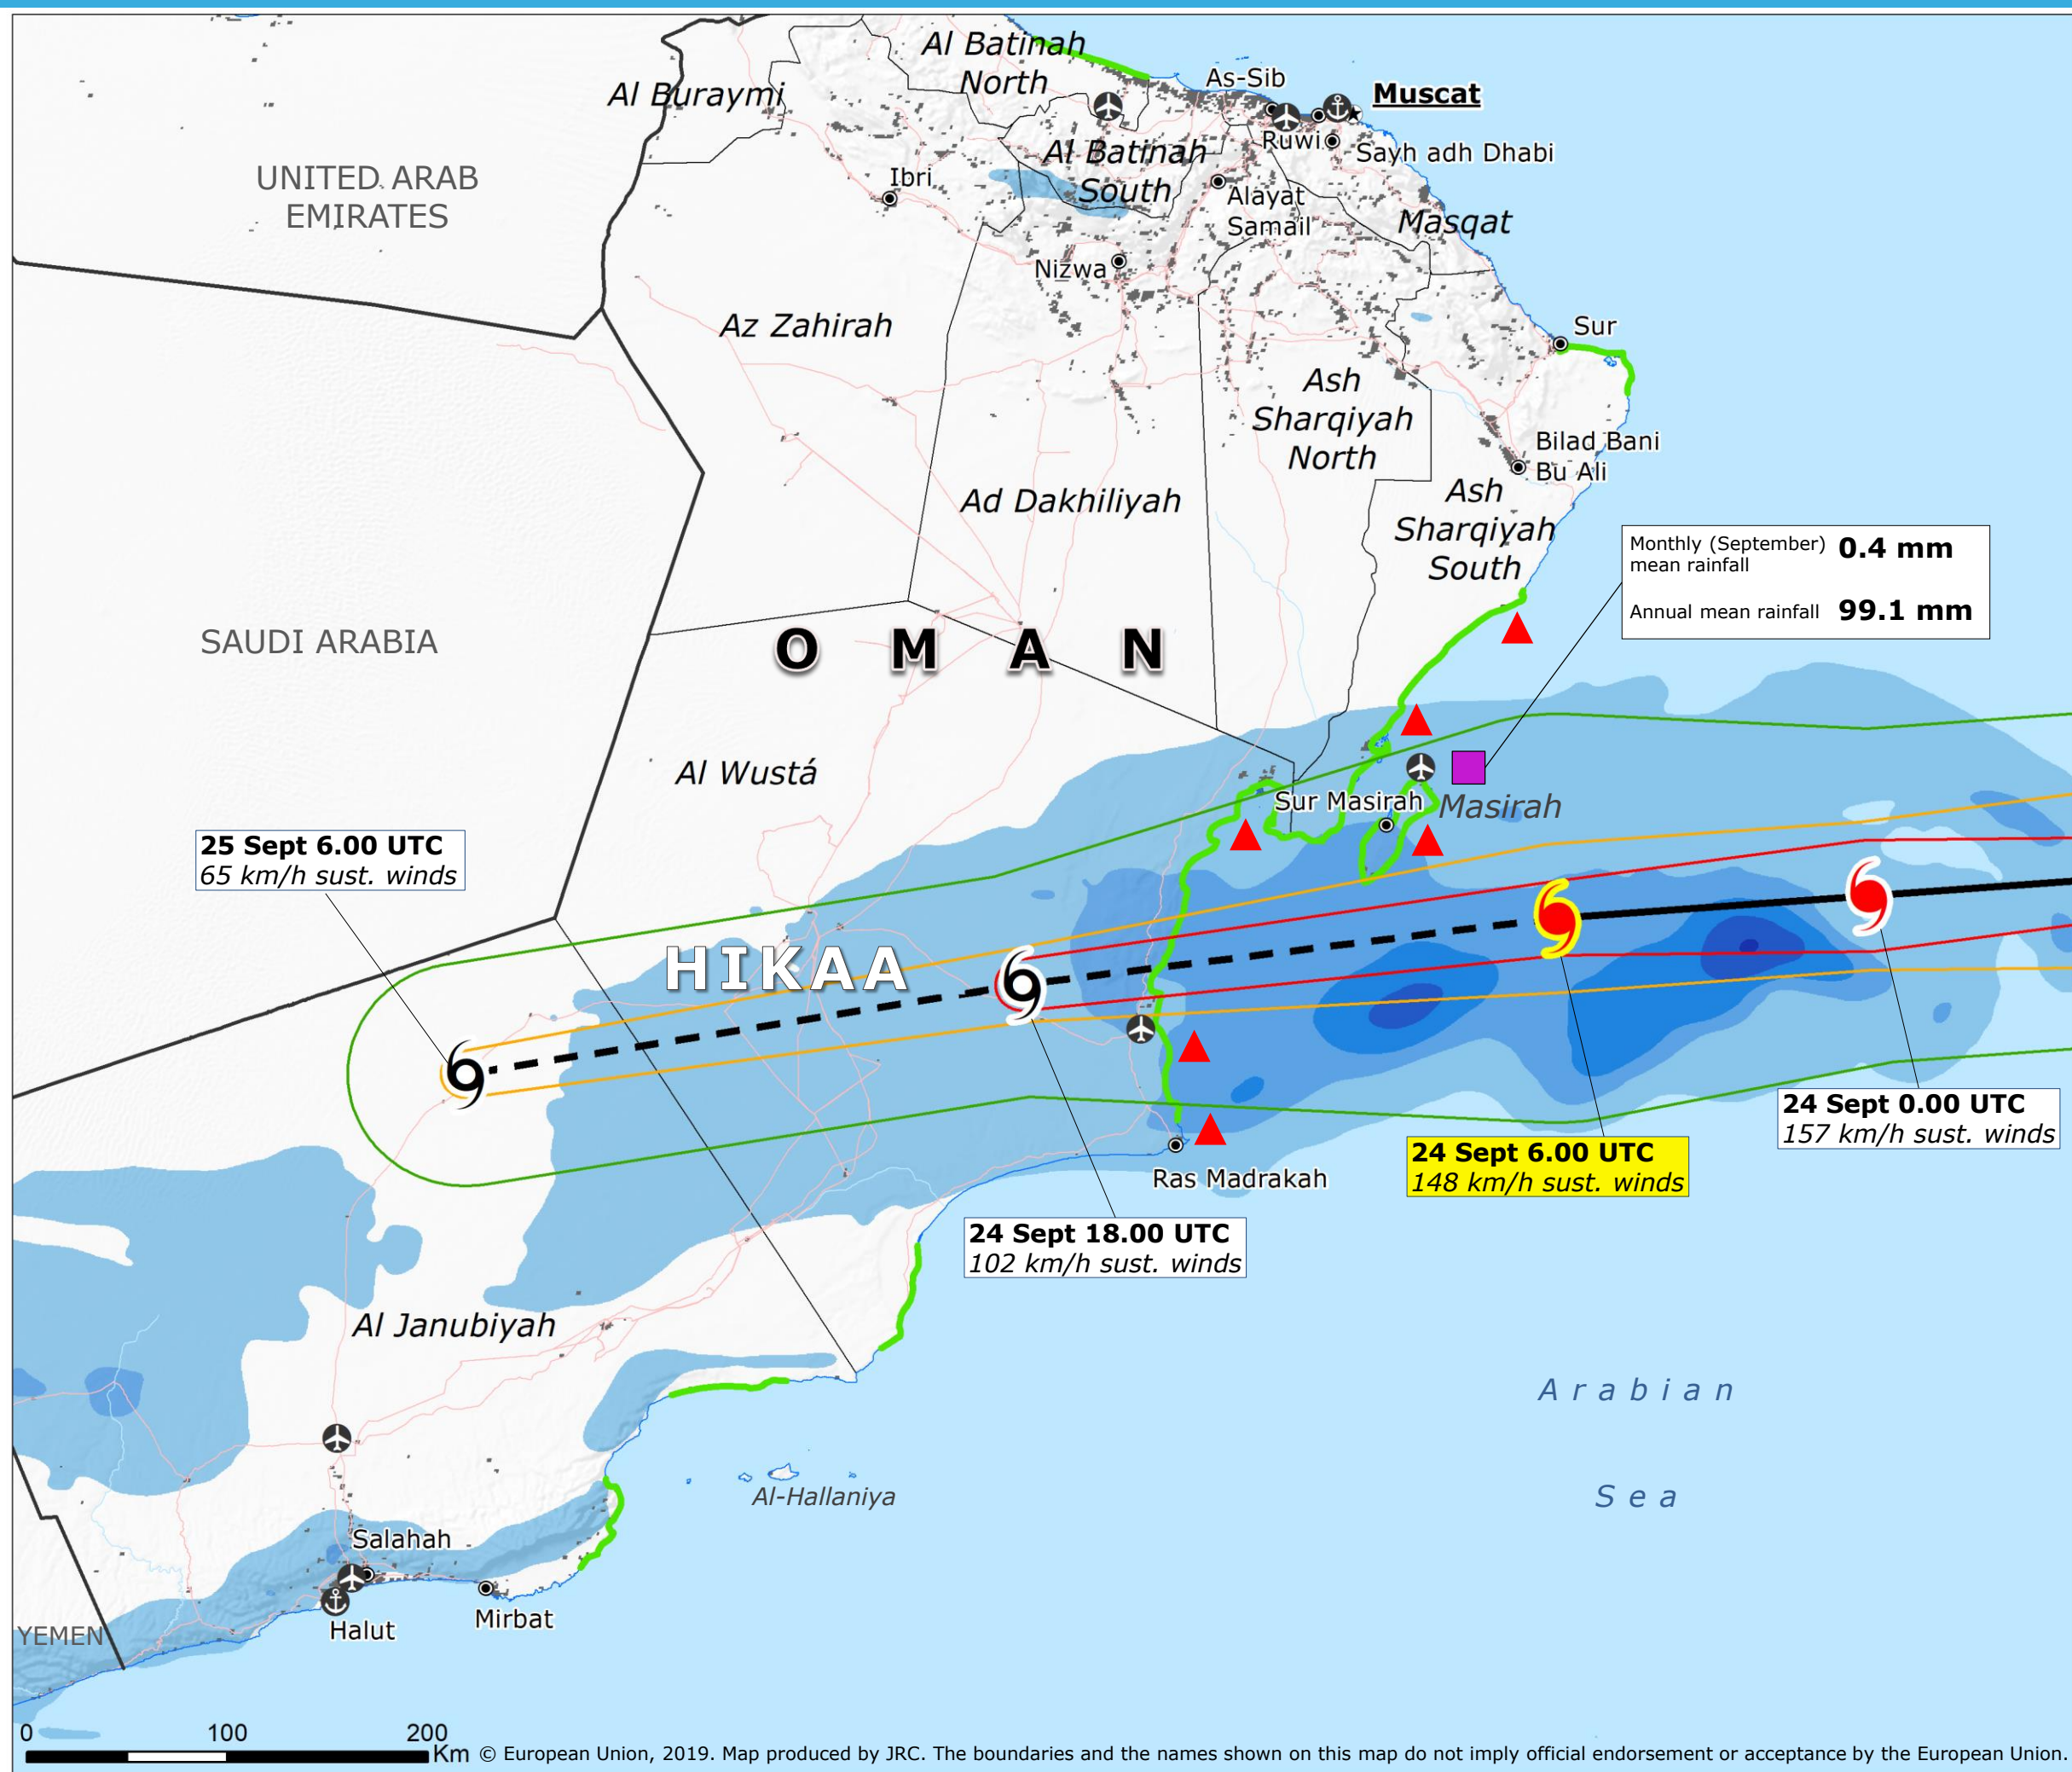 Al Batinah
North
As-Sib
Muscat
Al Buraymi
Ruwi
Sayh adh Dhabi
Al Batinah
South
UNITED ARAB
EMIRATES
Ibri
Alayat
Samail
Masqat
Nizwa
Az Zahirah
Sur
Ash
Sharqiyah
North
Bilad Bani
Bu Ali
Ad Dakhiliyah
Ash
Sharqiyah
South
Monthly (September) mean rainfall 0.4 mm
Annual mean rainfall 99.1 mm
SAUDI ARABIA
O M A N
Al Wustá
Sur Masirah
Masirah
25 Sept 6.00 UTC
65 km/h sust. winds
HIKAA
24 Sept 0.00 UTC
157 km/h sust. winds
24 Sept 6.00 UTC
148 km/h sust. winds
Ras Madrakah
24 Sept 18.00 UTC
102 km/h sust. winds
Al Janubiyah
Arabian
Sea
Al-Hallaniya
Salahah
Mirbat
Halut
YEMEN
0 100 200
Km © European Union, 2019. Map produced by JRC. The boundaries and the names shown on this map do not imply official endorsement or acceptance by the European Union.